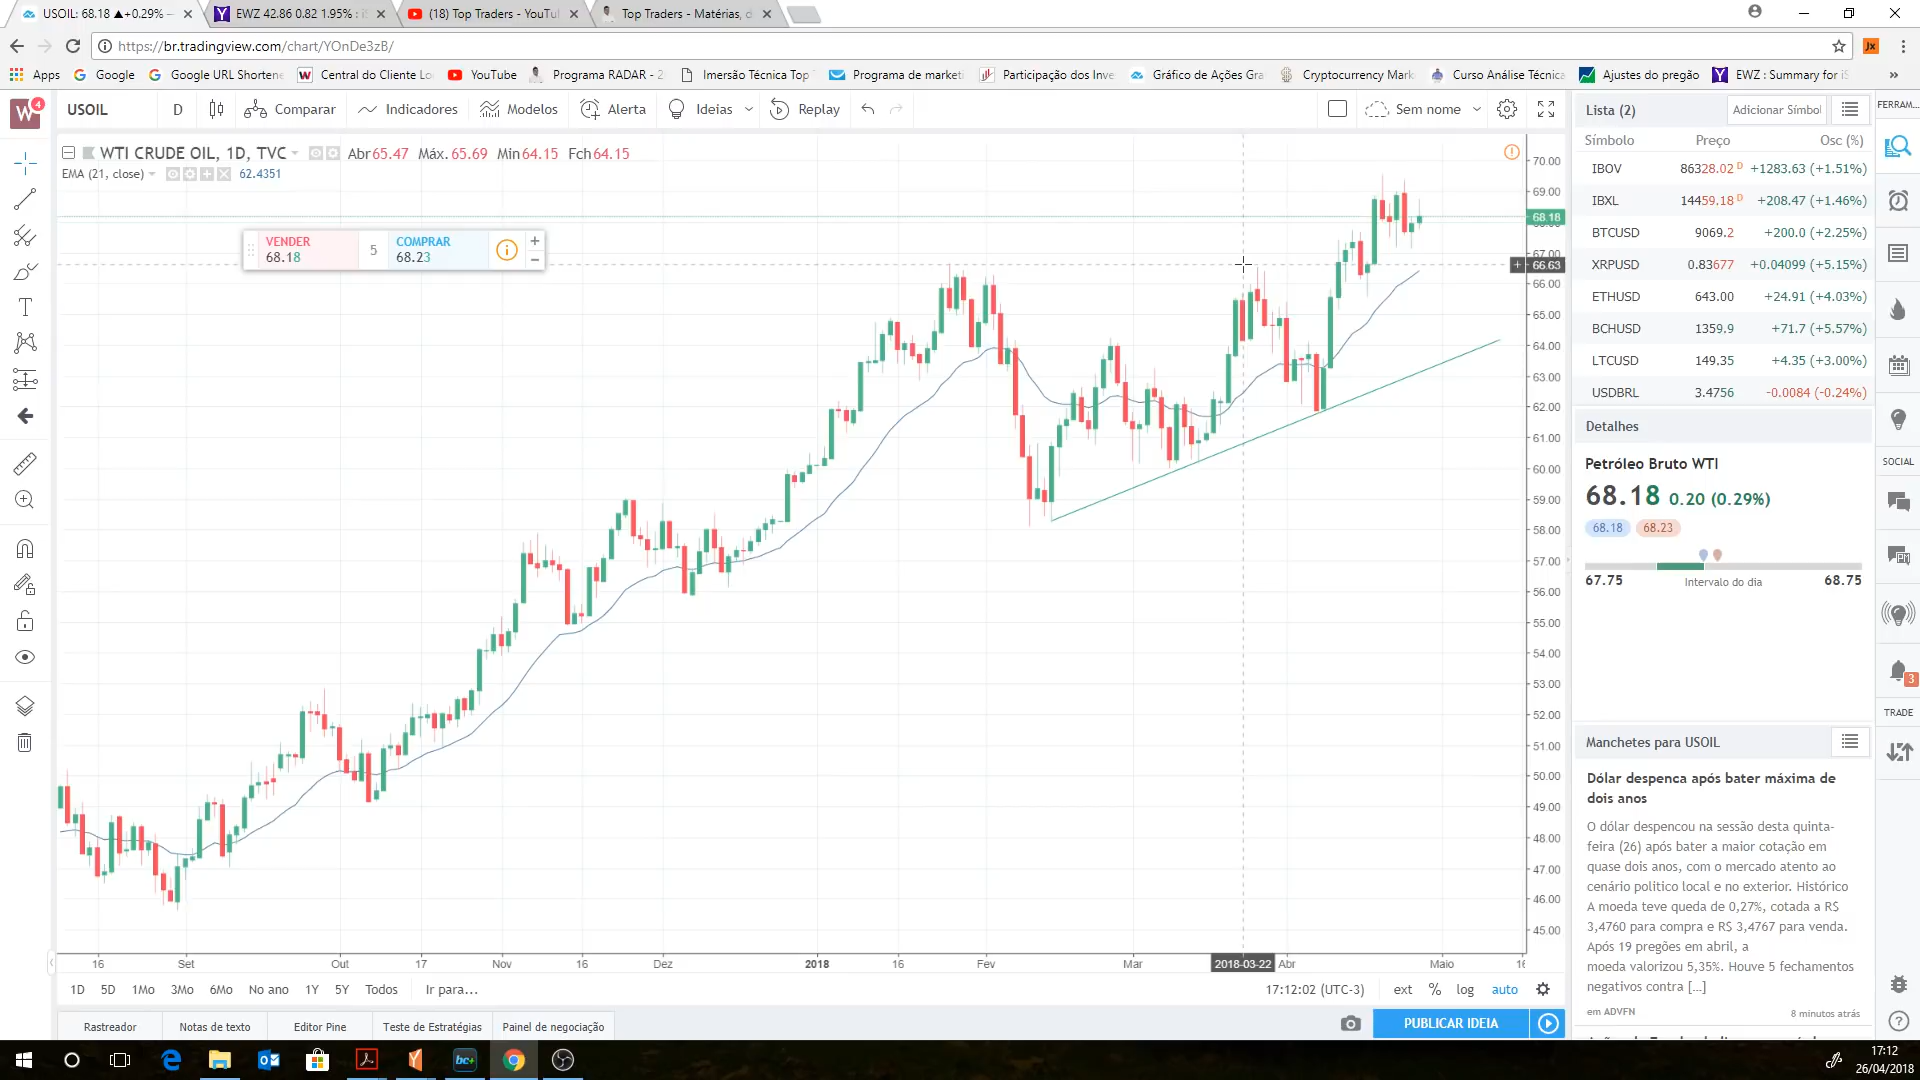 USOIL: 68.18 ▲+0.29% —
EWZ 42.86 0.82 1.95% : iS
(18) Top Traders - YouTu
Top Traders - Matérias, d
https://br.tradingview.com/chart/YOnDe3zB/
Apps
Google
Google URL Shortene
Central do Cliente Lo
YouTube
Programa RADAR - 2
Imersão Técnica Top
Programa de market
Participação dos Inve
Gráfico de Ações Gra
Cryptocurrency Mark
Curso Análise Técnica
Ajustes do pregão
EWZ : Summary for iS
»
W 4
USOIL
D
Comparar
Indicadores
Modelos
Alerta
Ideias
Replay
Sem nome
WTI CRUDE OIL, 1D, TVC
Abr65.47 Máx. 65.69 Min64.15 Fch64.15
EMA (21, close)
62.4351
VENDER
68.18
5
COMPRAR
68.23
70.00
69.00
68.18
67.00
66.63
66.00
65.00
64.00
63.00
62.00
61.00
60.00
59.00
58.00
57.00
56.00
55.00
54.00
53.00
52.00
51.00
50.00
49.00
48.00
47.00
46.00
45.00
16 Set Out 17 Nov 16 Dez 2018 16 Fev Mar 2018-03-22 Abr Maio 16
1D 5D 1Mo 3Mo 6Mo No ano 1Y 5Y Todos Ir para...
17:12:02 (UTC-3) ext % log auto
Rastreador
Notas de texto
Editor Pine
Teste de Estratégias
Painel de negociação
PUBLICAR IDEIA
Lista (2)
Adicionar Símbol
FERRAM...
Símbolo Preço Osc (%)
IBOV 86328.02 D +1283.63 (+1.51%)
IBXL 14459.18 D +208.47 (+1.46%)
BTCUSD 9069.2 +200.0 (+2.25%)
XRPUSD 0.83677 +0.04099 (+5.15%)
ETHUSD 643.00 +24.91 (+4.03%)
BCHUSD 1359.9 +71.7 (+5.57%)
LTCUSD 149.35 +4.35 (+3.00%)
USDBRL 3.4756 -0.0084 (-0.24%)
Detalhes
Petróleo Bruto WTI
68.18 0.20 (0.29%)
68.18 68.23
67.75 Intervalo do dia 68.75
SOCIAL
3
TRADE
Manchetes para USOIL
Dólar despenca após bater máxima de
dois anos
O dólar despencou na sessão desta quinta-
feira (26) após bater a maior cotação em
quase dois anos, com o mercado atento ao
cenário politico local e no exterior. Histórico
A moeda teve queda de 0,27%, cotada a R$
3,4760 para compra e R$ 3,4767 para venda.
Após 19 pregões em abril, a
moeda valorizou 5,35%. Houve 5 fechamentos
negativos contra [...]
em ADVFN 8 minutos atrás
bc+
17:12
26/04/2018